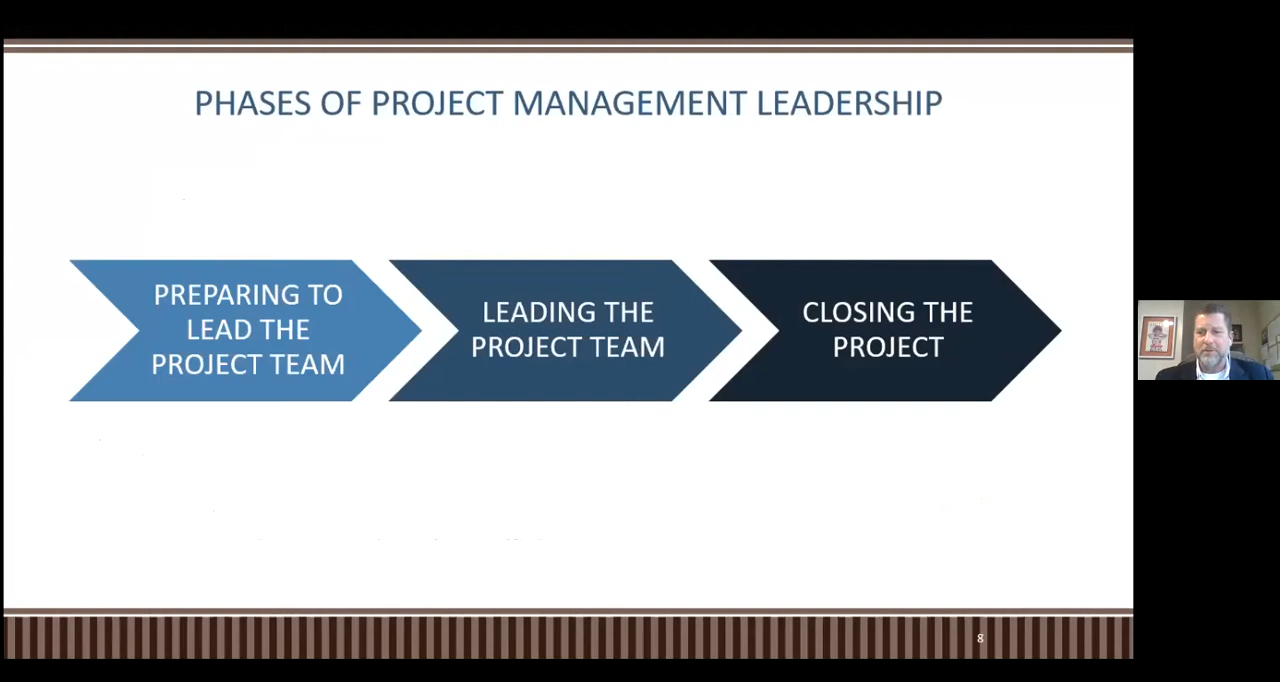 PHASES OF PROJECT MANAGEMENT LEADERSHIP
PREPARING TO
LEAD THE
PROJECT TEAM
LEADING THE
PROJECT TEAM
CLOSING THE
PROJECT
8